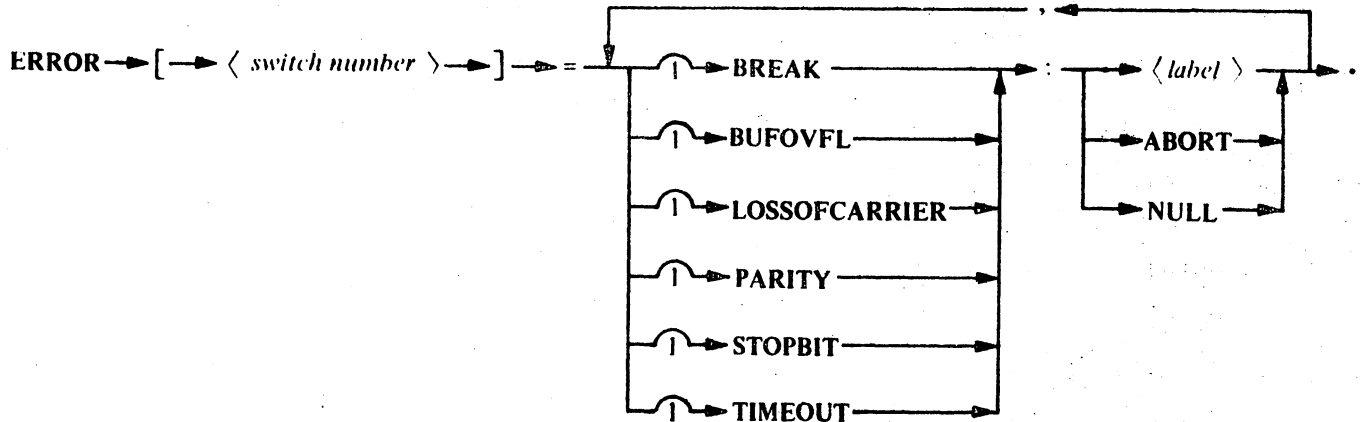 ,
ERROR [ ⟨ switch number ⟩ ] = 1 BREAK : ⟨ label ⟩ .
1 BUFOVFL ABORT
1 LOSSOFCARRIER NULL
1 PARITY
1 STOPBIT
1 TIMEOUT